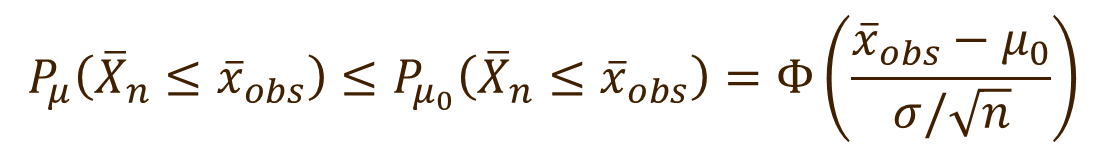 P_μ(X̄_n ≤ x̄_obs) ≤ P_μ₀(X̄_n ≤ x̄_obs) = Φ((x̄_obs − μ₀)/(σ/√n))